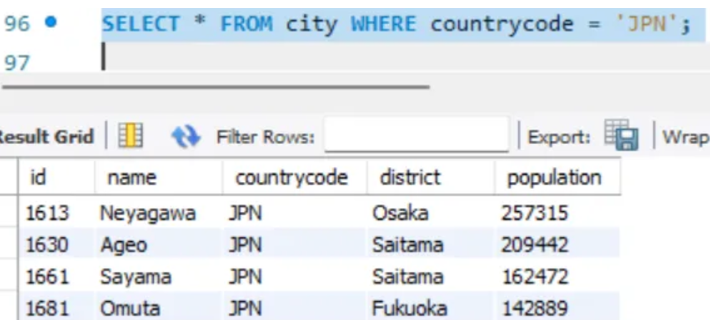 96 SELECT * FROM city WHERE countrycode = 'JPN';
97
Result Grid Filter Rows: Export: Wrap
id name countrycode district population
1613 Neyagawa JPN Osaka 257315
1630 Ageo JPN Saitama 209442
1661 Sayama JPN Saitama 162472
1681 Omuta JPN Fukuoka 142889